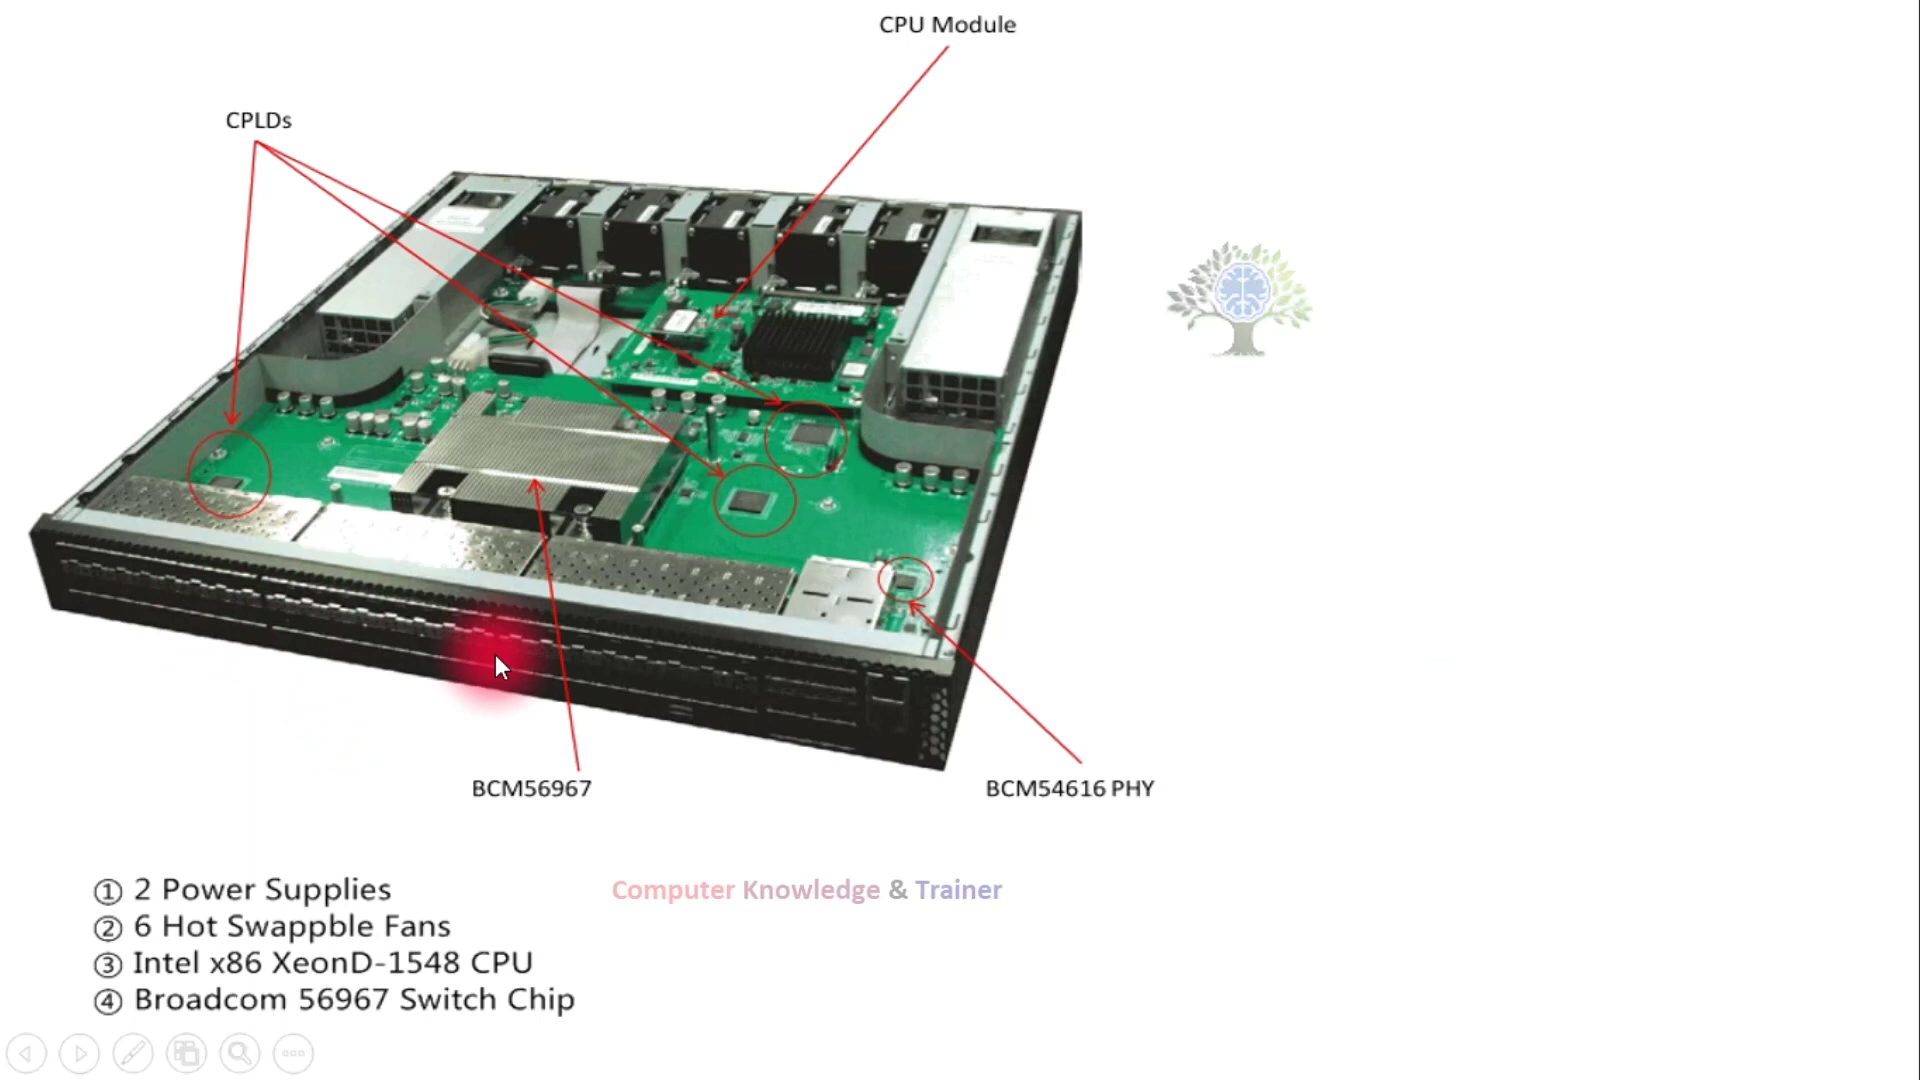 CPU Module
CPLDs
BCM56967
BCM54616 PHY
① 2 Power Supplies
② 6 Hot Swappble Fans
③ Intel x86 XeonD-1548 CPU
④ Broadcom 56967 Switch Chip
Computer Knowledge & Trainer